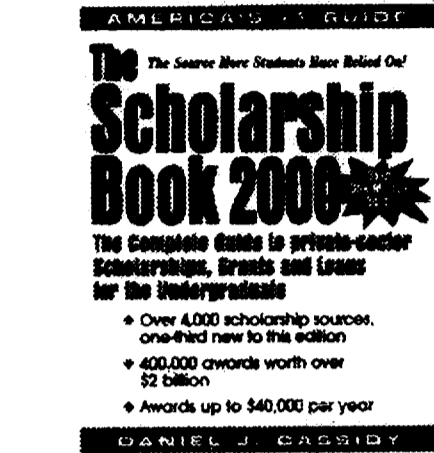 AMERICA'S #1 GUIDE
The
The Source More Students Have Relied On!
Scholarship
Book 2000
The Complete Guide to private-sector
Scholarships, Grants and Loans
for the Undergraduate
Over 4,000 scholarship sources,
one-third new to this edition
400,000 awards worth over
$2 billion
Awards up to $40,000 per year
DANIEL J. CASSIDY